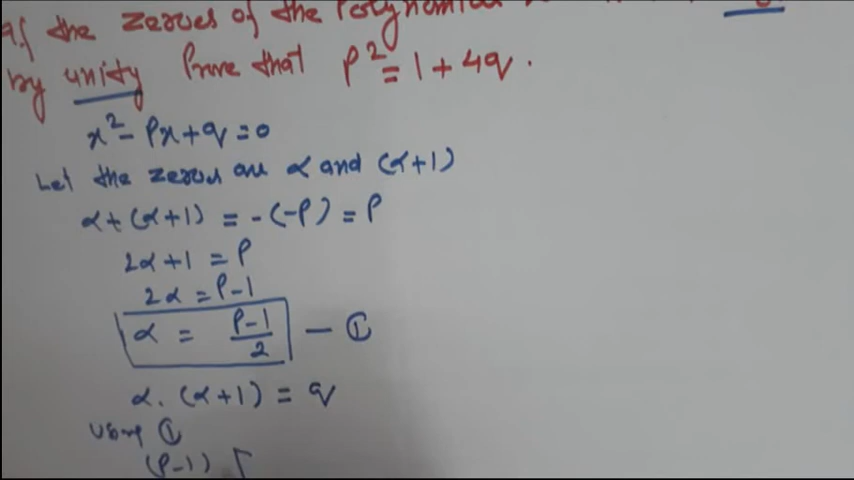 If the zeroes of the Polynomial
by unity Prove that P² = 1 + 4q.
x² - Px + q = 0
Let the zeroes are α and (α+1)
α + (α+1) = -(-P) = P
2α + 1 = P
2α = P-1
α = P-1/2 — ①
α. (α+1) = q
Using ①
(P-1) [